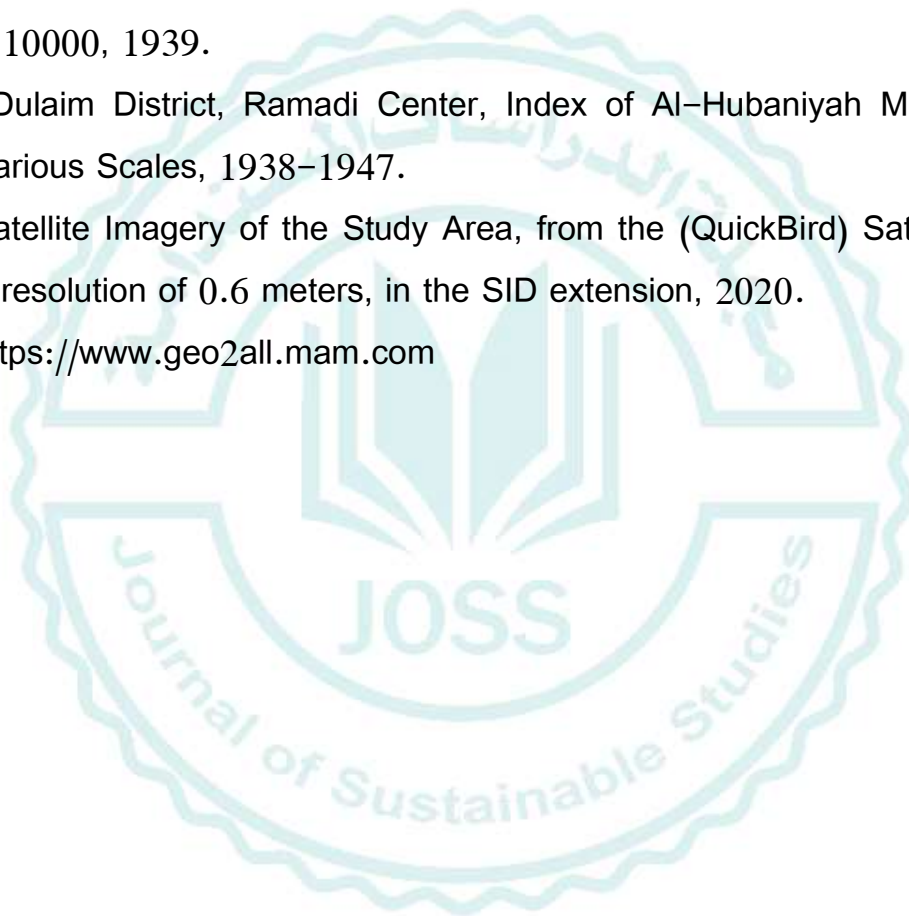 10000, 1939.
Dulaim District, Ramadi Center, Index of Al-Hubaniyah M
arious Scales, 1938-1947.
atellite Imagery of the Study Area, from the (QuickBird) Sat
resolution of 0.6 meters, in the SID extension, 2020.
tps://www.geo2all.mam.com
JOSS
Journal of Sustainable Studies